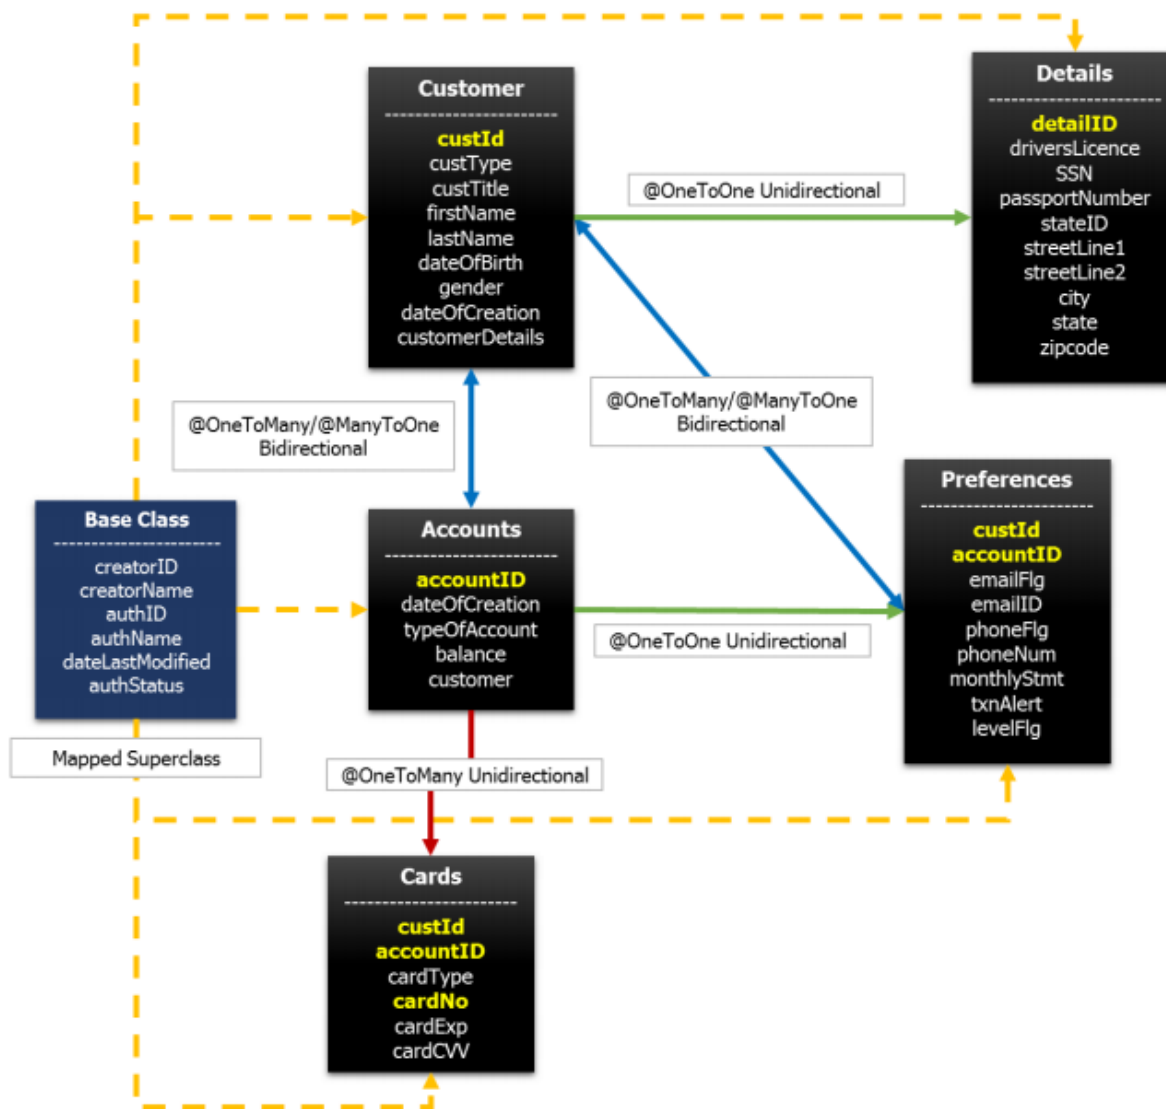 Customer
custId
custType
custTitle
firstName
lastName
dateOfBirth
gender
dateOfCreation
customerDetails
@OneToOne Unidirectional
Details
detailID
driversLicence
SSN
passportNumber
stateID
streetLine1
streetLine2
city
state
zipcode
@OneToMany/@ManyToOne
Bidirectional
@OneToMany/@ManyToOne
Bidirectional
Base Class
creatorID
creatorName
authID
authName
dateLastModified
authStatus
Mapped Superclass
Accounts
accountID
dateOfCreation
typeOfAccount
balance
customer
@OneToOne Unidirectional
Preferences
custId
accountID
emailFlg
emailID
phoneFlg
phoneNum
monthlyStmt
txnAlert
levelFlg
@OneToMany Unidirectional
Cards
custId
accountID
cardType
cardNo
cardExp
cardCVV